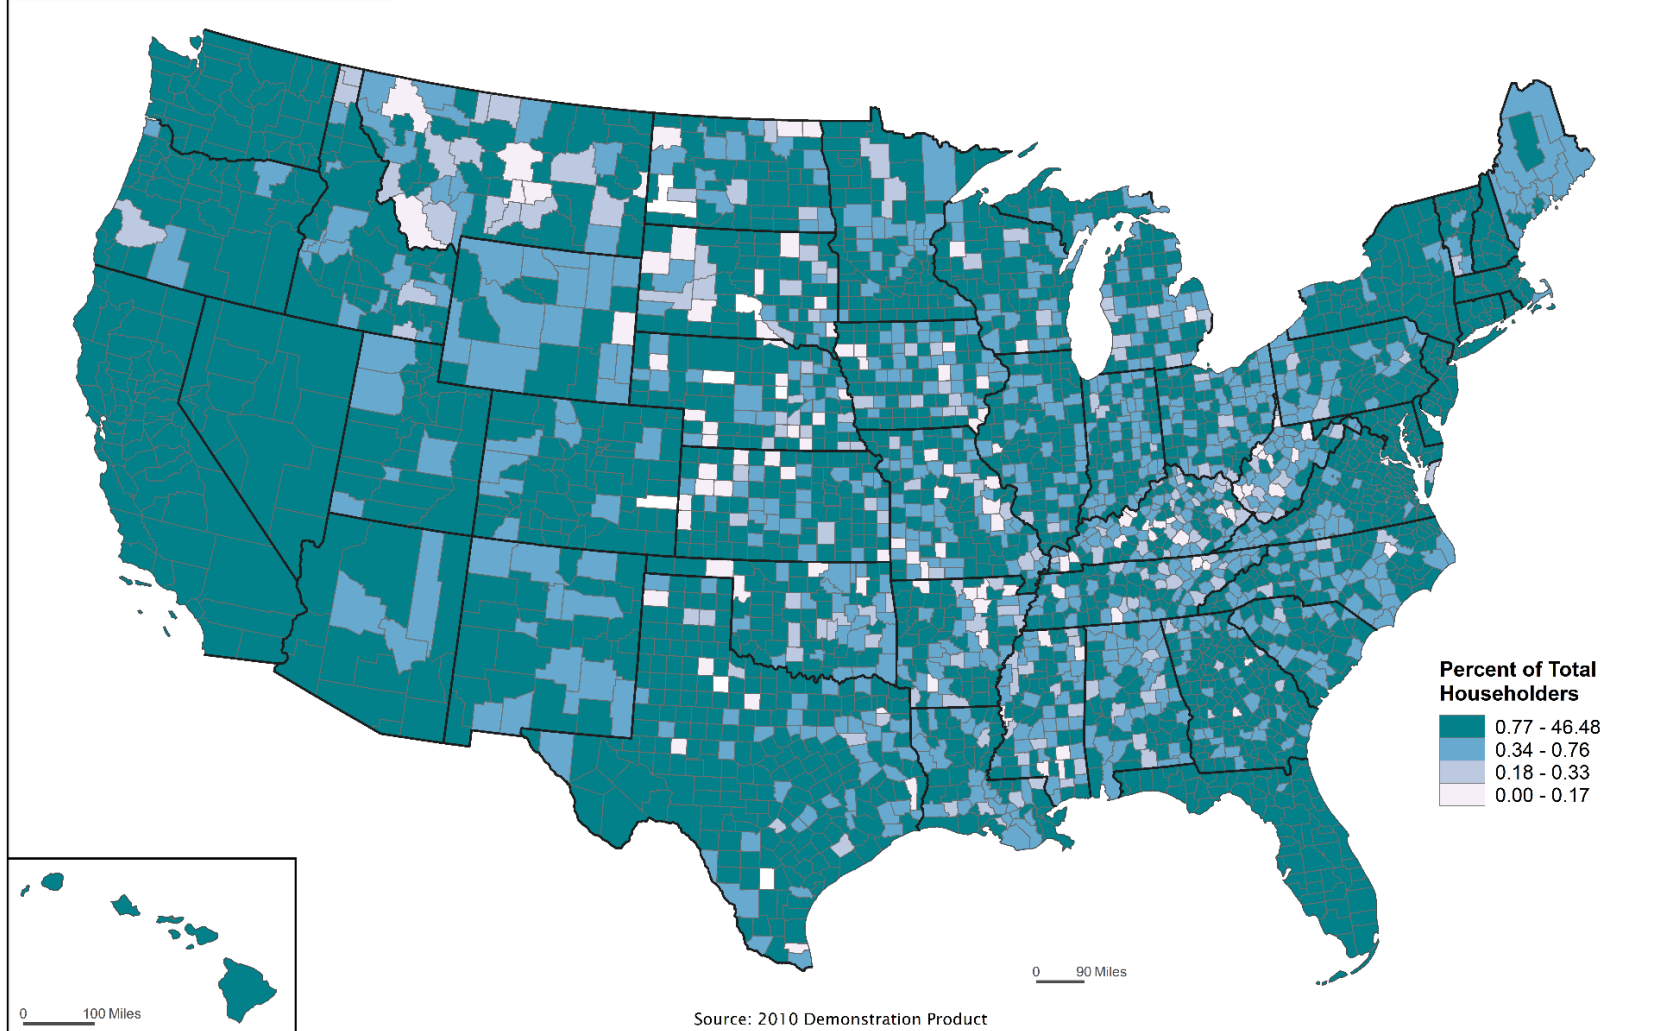 Percent of Total
Householders
0.77 - 46.48
0.34 - 0.76
0.18 - 0.33
0.00 - 0.17
0 90 Miles
0 100 Miles
Source: 2010 Demonstration Product